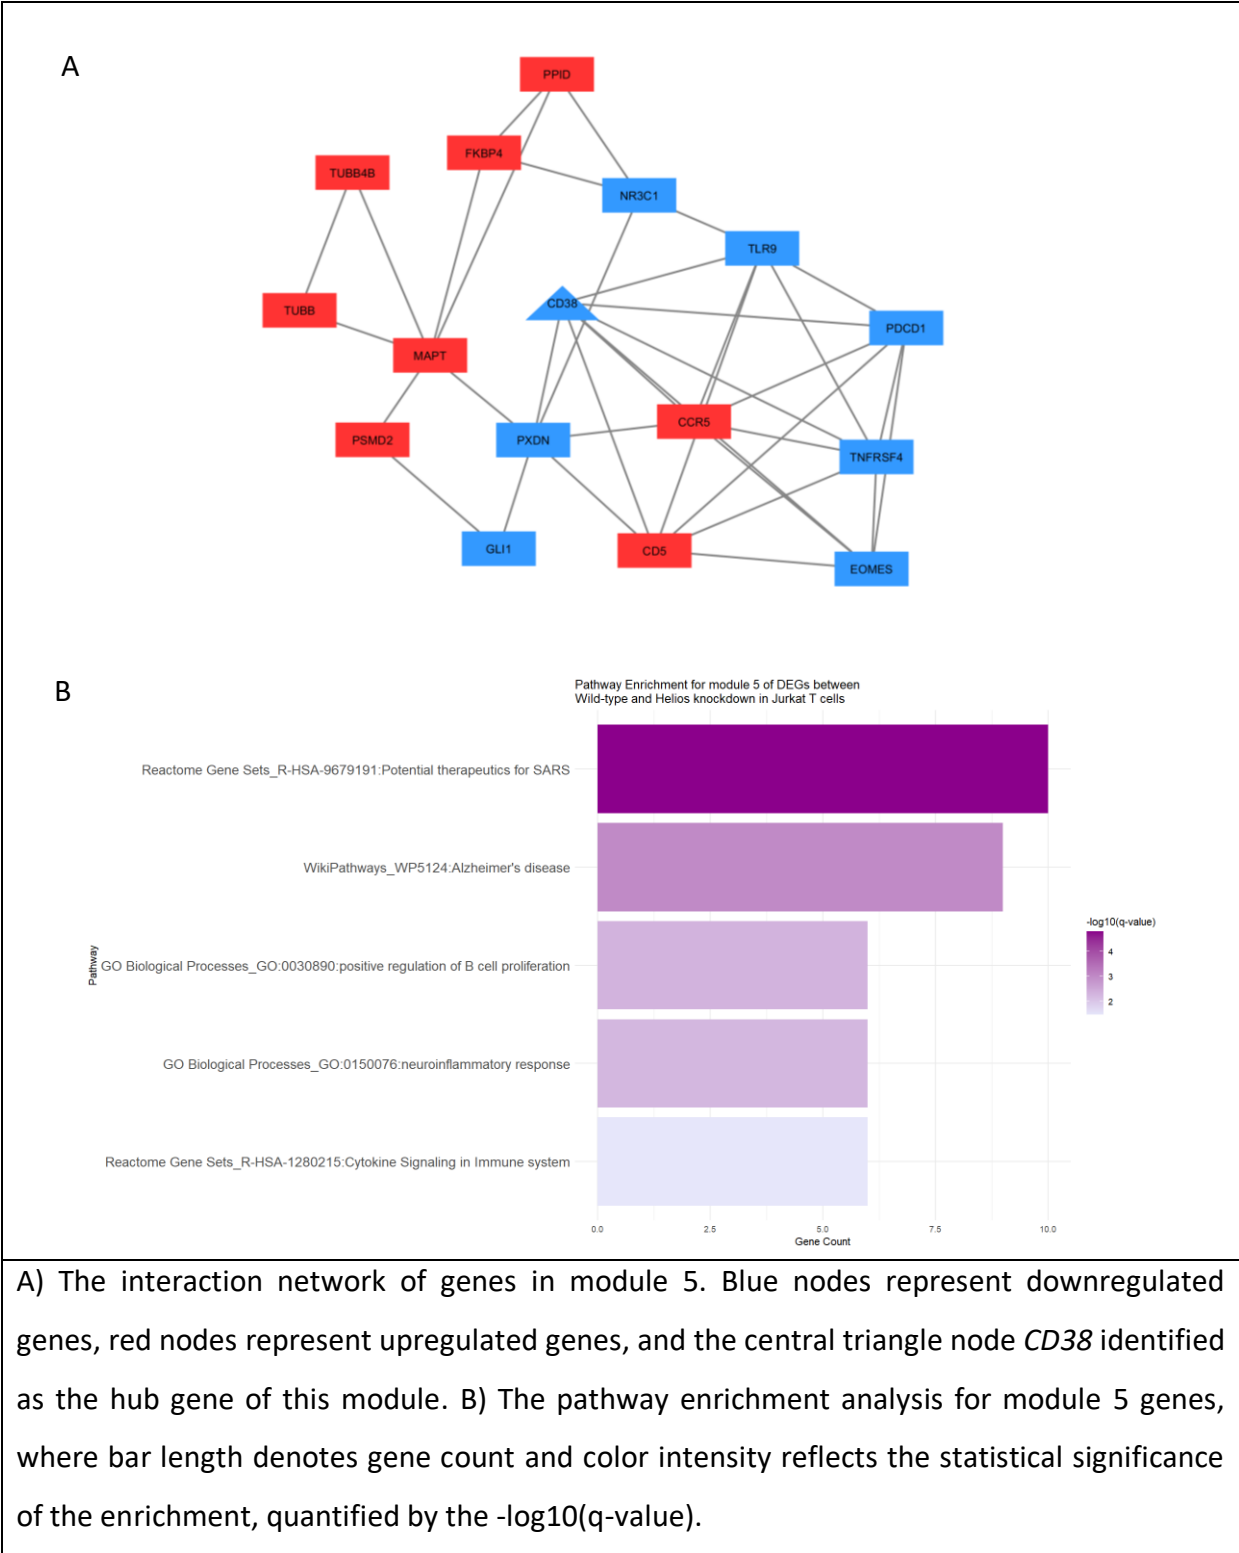 A
PPID
FKBP4
TUBB4B
NR3C1
TLR9
CD38
TUBB
PDCD1
MAPT
CCR5
PSMD2
PXDN
TNFRSF4
GLI1
CD5
EOMES
B
Pathway Enrichment for module 5 of DEGs between
Wild-type and Helios knockdown in Jurkat T cells
Reactome Gene Sets_R-HSA-9679191:Potential therapeutics for SARS
WikiPathways_WP5124:Alzheimer's disease
GO Biological Processes_GO:0030890:positive regulation of B cell proliferation
GO Biological Processes_GO:0150076:neuroinflammatory response
Reactome Gene Sets_R-HSA-1280215:Cytokine Signaling in Immune system
Pathway
-log10(q-value)
4
3
2
0.0 2.5 5.0 7.5 10.0
Gene Count
A) The interaction network of genes in module 5. Blue nodes represent downregulated
genes, red nodes represent upregulated genes, and the central triangle node CD38 identified
as the hub gene of this module. B) The pathway enrichment analysis for module 5 genes,
where bar length denotes gene count and color intensity reflects the statistical significance
of the enrichment, quantified by the -log10(q-value).